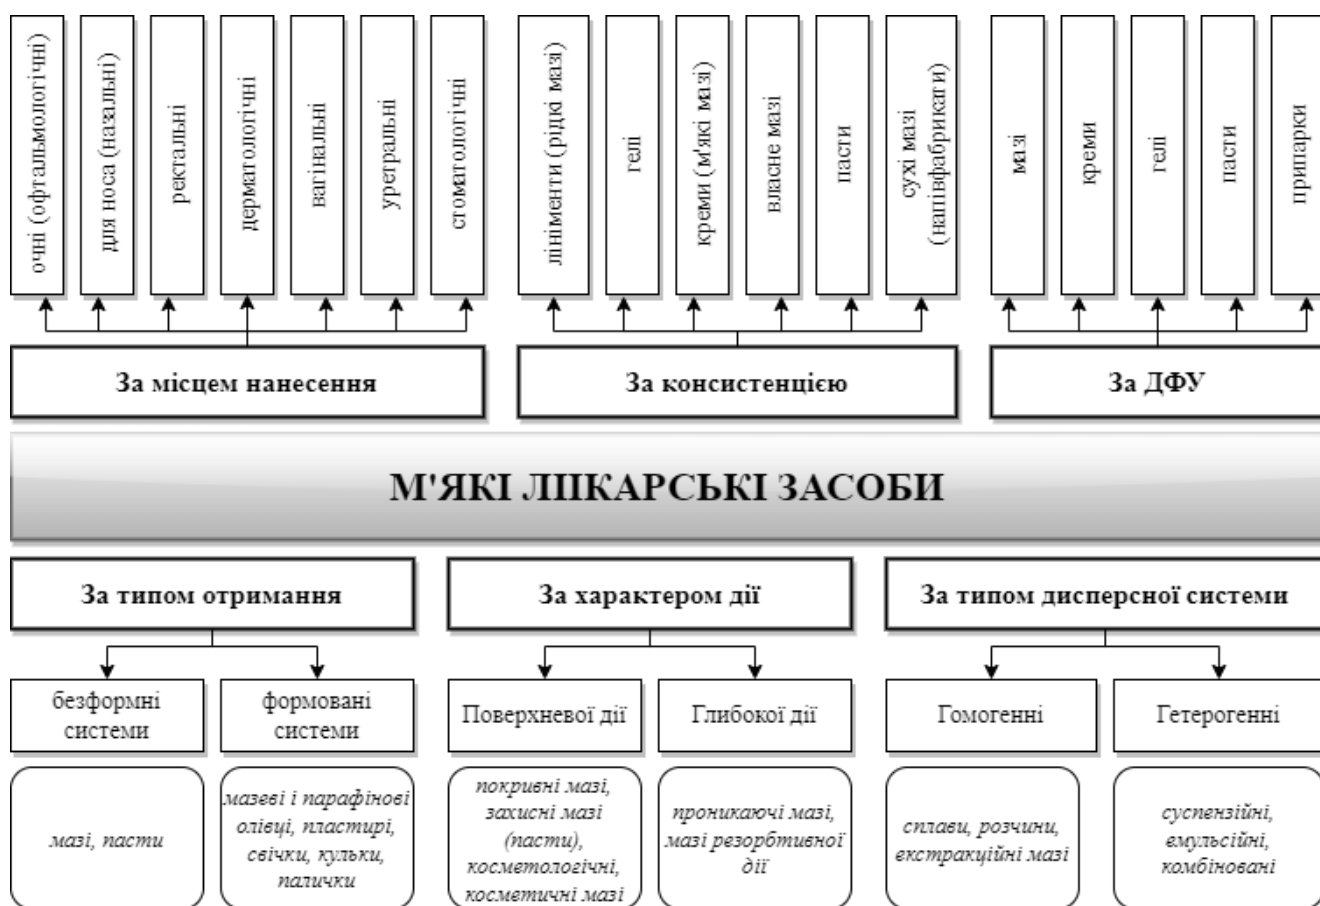 очні (офтальмологічні)
для носа (назальні)
ректальні
дерматологічні
вагінальні
уретральні
стоматологічні
лініменти (рідкі мазі)
гелі
креми (м'які мазі)
власне мазі
пасти
сухі мазі
(напівфабрикати)
мазі
креми
гелі
пасти
припарки
За місцем нанесення
За консистенцією
За ДФУ
М'ЯКІ ЛІІКАРСЬКІ ЗАСОБИ
За типом отримання
За характером дії
За типом дисперсної системи
безформні
системи
формовані
системи
Поверхневої дії
Глибокої дії
Гомогенні
Гетерогенні
мазі, пасти
мазеві і парафінові
олівці, пластирі,
свічки, кульки,
палички
покривні мазі,
захисні мазі
(пасти),
косметологічні,
косметичні мазі
проникаючі мазі,
мазі резорбтивної
дії
сплави, розчини,
екстракційні мазі
суспензійні,
емульсійні,
комбіновані